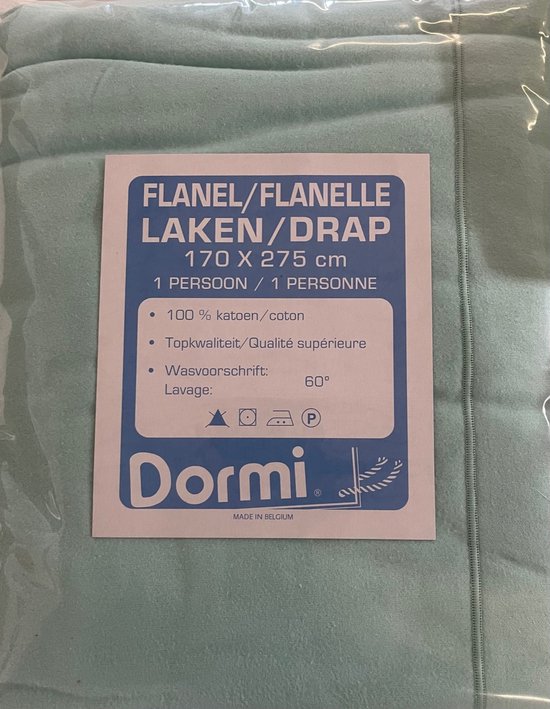 FLANEL/FLANELLE
LAKEN/DRAP
170 X 275 cm
1 PERSOON / 1 PERSONNE
• 100 % katoen/coton
• Topkwaliteit/Qualité supérieure
• Wasvoorschrift:
Lavage: 60°
P
Dormi®
MADE IN BELGIUM